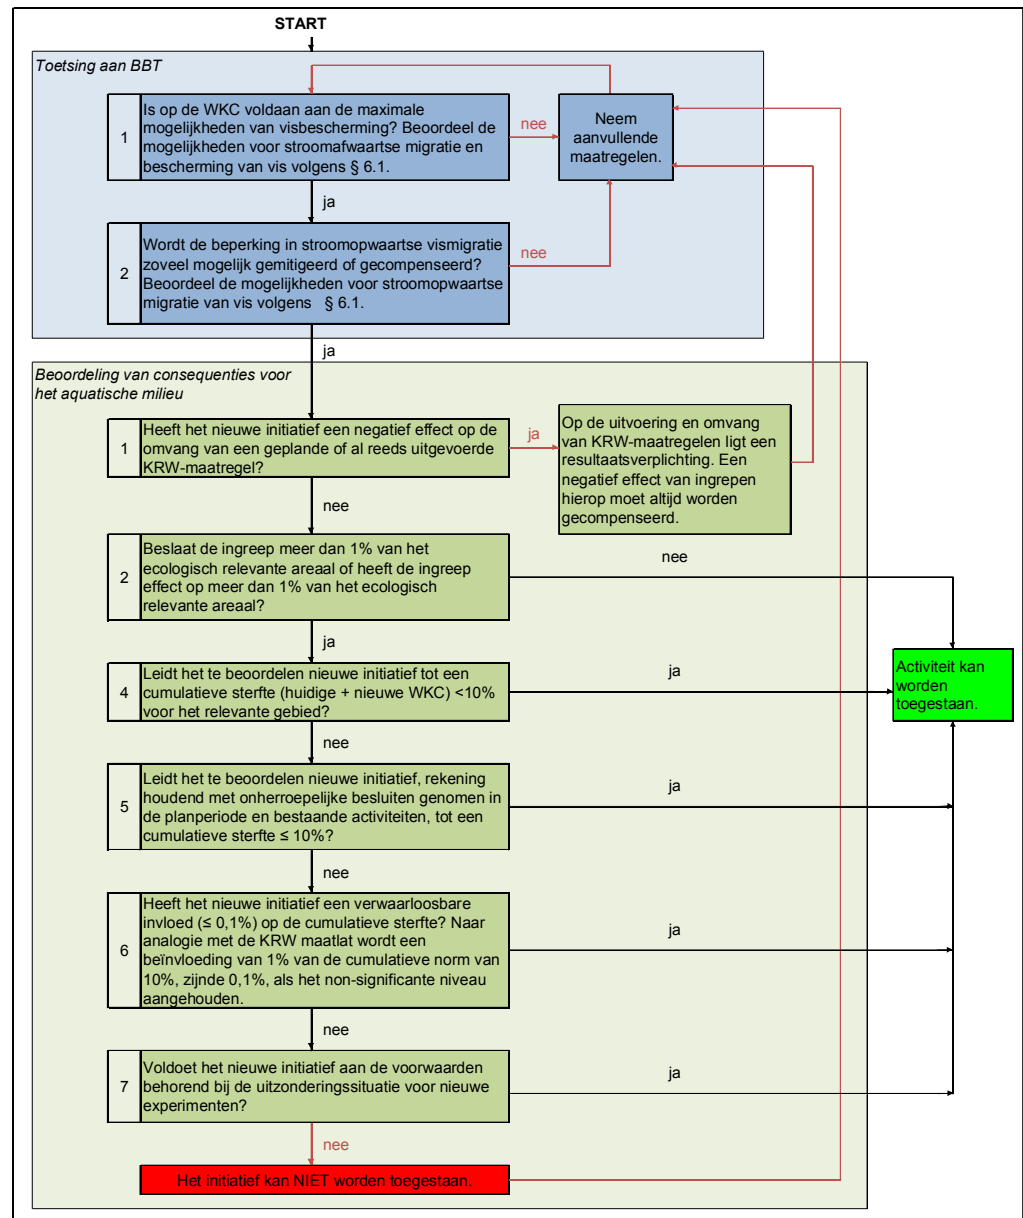 START
Toetsing aan BBT
1
Is op de WKC voldaan aan de maximale
mogelijkheden van visbescherming? Beoordeel de
mogelijkheden voor stroomafwaartse migratie en
bescherming van vis volgens § 6.1.
nee
Neem
aanvullende
maatregelen.
ja
2
Wordt de beperking in stroomopwaartse vismigratie
zoveel mogelijk gemitigeerd of gecompenseerd?
Beoordeel de mogelijkheden voor stroomopwaartse
migratie van vis volgens § 6.1.
nee
ja
Beoordeling van consequenties voor
het aquatische milieu
1
Heeft het nieuwe initiatief een negatief effect op de
omvang van een geplande of al reeds uitgevoerde
KRW-maatregel?
ja
Op de uitvoering en omvang
van KRW-maatregelen ligt een
resultaatsverplichting. Een
negatief effect van ingrepen
hierop moet altijd worden
gecompenseerd.
nee
2
Beslaat de ingreep meer dan 1% van het
ecologisch relevante areaal of heeft de ingreep
effect op meer dan 1% van het ecologisch
relevante areaal?
nee
ja
4
Leidt het te beoordelen nieuwe initiatief tot een
cumulatieve sterfte (huidige + nieuwe WKC) <10%
voor het relevante gebied?
ja
Activiteit kan
worden
toegestaan.
nee
5
Leidt het te beoordelen nieuwe initiatief, rekening
houdend met onherroepelijke besluiten genomen in
de planperiode en bestaande activiteiten, tot een
cumulatieve sterfte ≤ 10%?
ja
nee
6
Heeft het nieuwe initiatief een verwaarloosbare
invloed (≤ 0,1%) op de cumulatieve sterfte? Naar
analogie met de KRW maatlat wordt een
beïnvloeding van 1% van de cumulatieve norm van
10%, zijnde 0,1%, als het non-significante niveau
aangehouden.
ja
nee
7
Voldoet het nieuwe initiatief aan de voorwaarden
behorend bij de uitzonderingssituatie voor nieuwe
experimenten?
ja
nee
Het initiatief kan NIET worden toegestaan.